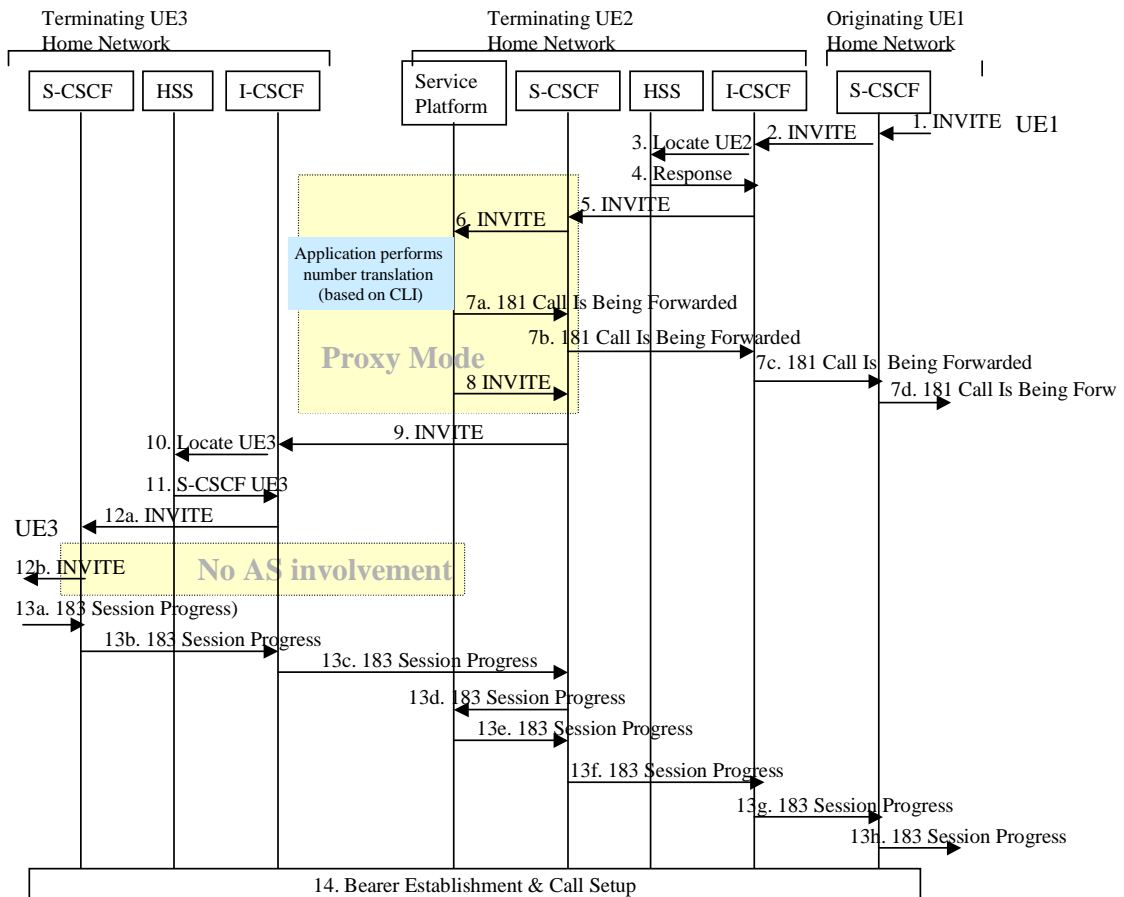 Terminating UE3
Home Network
Terminating UE2
Home Network
Originating UE1
Home Network
S-CSCF
HSS
I-CSCF
Service
Platform
S-CSCF
HSS
I-CSCF
S-CSCF
1. INVITE
UE1
2. INVITE
3. Locate UE2
4. Response
5. INVITE
6. INVITE
Application performs
number translation
(based on CLI)
7a. 181 Call Is Being Forwarded
7b. 181 Call Is Being Forwarded
Proxy Mode
7c. 181 Call Is Being Forwarded
8 INVITE
7d. 181 Call Is Being Forw
9. INVITE
10. Locate UE3
11. S-CSCF UE3
12a. INVITE
UE3
12b. INVITE
No AS involvement
13a. 183 Session Progress)
13b. 183 Session Progress
13c. 183 Session Progress
13d. 183 Session Progress
13e. 183 Session Progress
13f. 183 Session Progress
13g. 183 Session Progress
13h. 183 Session Progress
14. Bearer Establishment & Call Setup